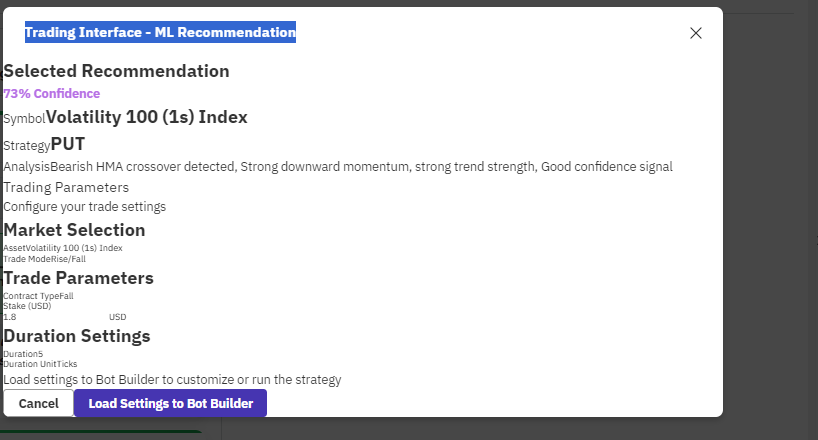 Trading Interface - ML Recommendation
Selected Recommendation
73% Confidence
SymbolVolatility 100 (1s) Index
StrategyPUT
AnalysisBearish HMA crossover detected, Strong downward momentum, strong trend strength, Good confidence signal
Trading Parameters
Configure your trade settings
Market Selection
AssetVolatility 100 (1s) Index
Trade ModeRise/Fall
Trade Parameters
Contract TypeFall
Stake (USD)
1.8 USD
Duration Settings
Duration5
Duration UnitTicks
Load settings to Bot Builder to customize or run the strategy
Cancel Load Settings to Bot Builder